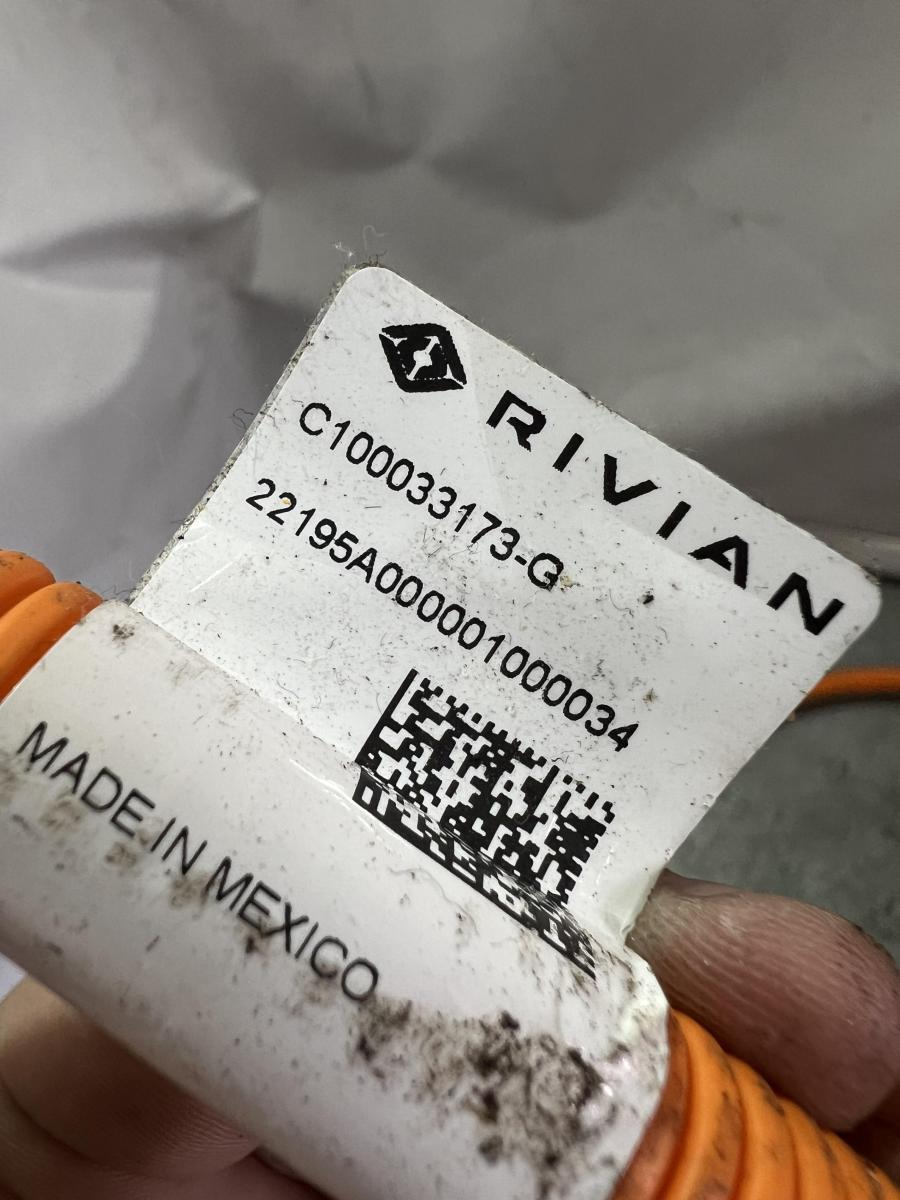 RIVIAN
C100033173-G
22195A000001000034
MADE IN MEXICO